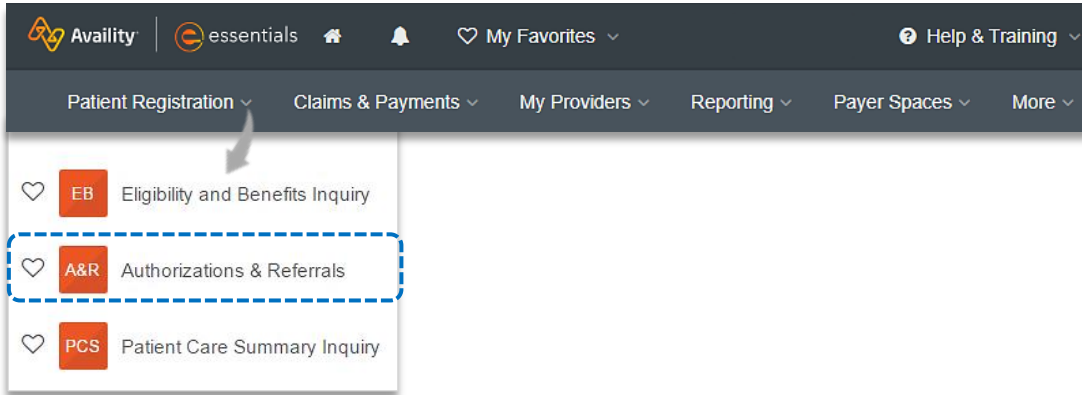 Availity essentials My Favorites Help & Training
Patient Registration Claims & Payments My Providers Reporting Payer Spaces More
EB Eligibility and Benefits Inquiry
A&R Authorizations & Referrals
PCS Patient Care Summary Inquiry